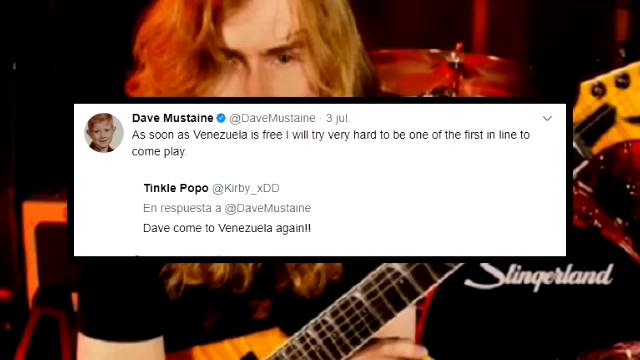 Dave Mustaine @DaveMustaine · 3 jul.
As soon as Venezuela is free I will try very hard to be one of the first in line to
come play.
Tinkle Popo @Kirby_xDD
En respuesta a @DaveMustaine
Dave come to Venezuela again!!
Slingerland